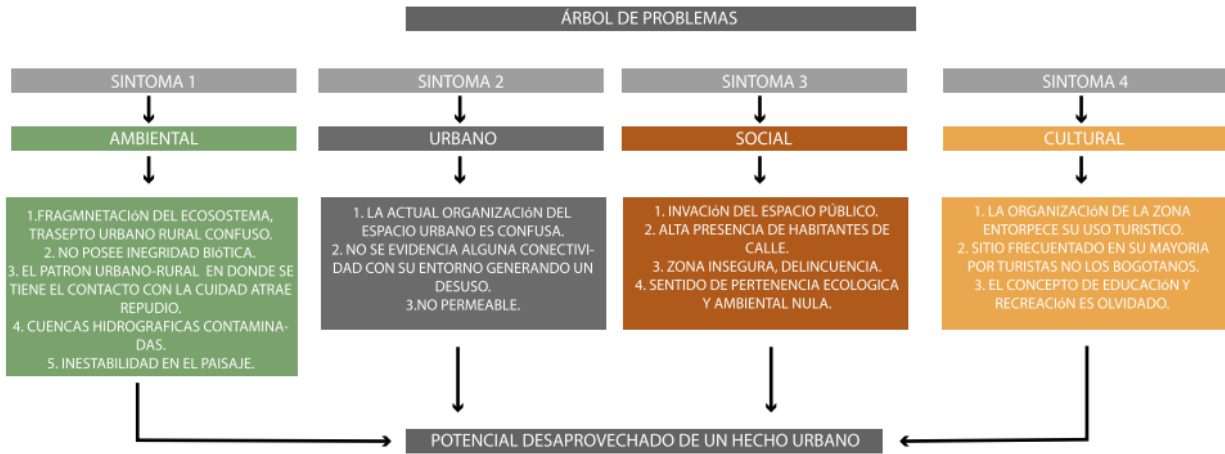 ÁRBOL DE PROBLEMAS
SINTOMA 1
AMBIENTAL
1.FRAGMNETACIóN DEL ECOSOSTEMA,
TRASEPTO URBANO RURAL CONFUSO.
2. NO POSEE INEGRIDAD BIóTICA.
3. EL PATRON URBANO-RURAL EN DONDE SE
TIENE EL CONTACTO CON LA CUIDAD ATRAE
REPUDIO.
4. CUENCAS HIDROGRAFICAS CONTAMINA-
DAS.
5. INESTABILIDAD EN EL PAISAJE.
SINTOMA 2
URBANO
1. LA ACTUAL ORGANIZACIóN DEL
ESPACIO URBANO ES CONFUSA.
2. NO SE EVIDENCIA ALGUNA CONECTIVI-
DAD CON SU ENTORNO GENERANDO UN
DESUSO.
3.NO PERMEABLE.
SINTOMA 3
SOCIAL
1. INVACIóN DEL ESPACIO PÚBLICO.
2. ALTA PRESENCIA DE HABITANTES DE
CALLE.
3. ZONA INSEGURA, DELINCUENCIA.
4. SENTIDO DE PERTENENCIA ECOLOGICA
Y AMBIENTAL NULA.
SINTOMA 4
CULTURAL
1. LA ORGANIZACIóN DE LA ZONA
ENTORPECE SU USO TURISTICO.
2. SITIO FRECUENTADO EN SU MAYORIA
POR TURISTAS NO LOS BOGOTANOS.
3. EL CONCEPTO DE EDUCACIóN Y
RECREACIóN ES OLVIDADO.
POTENCIAL DESAPROVECHADO DE UN HECHO URBANO